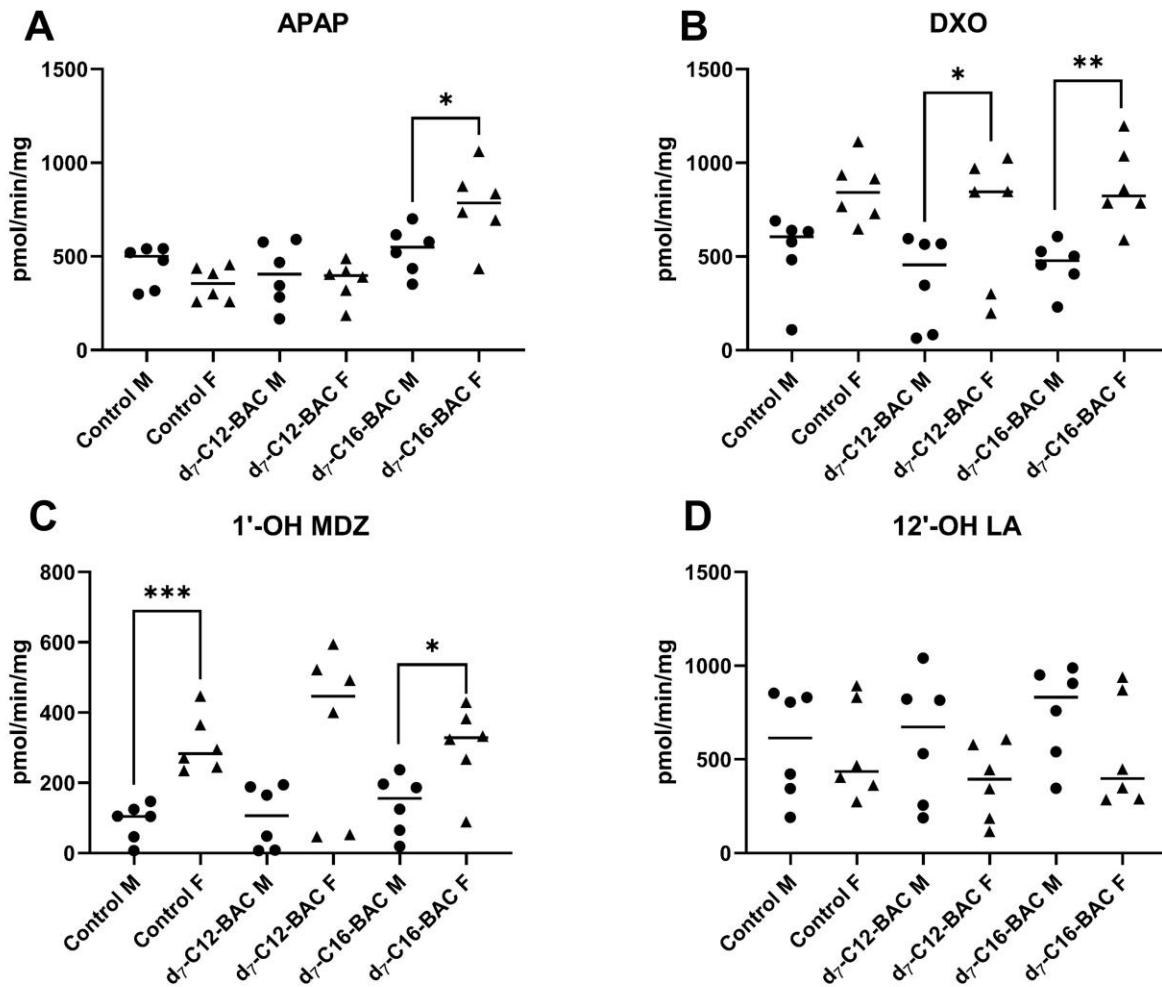 A
APAP
pmol/min/mg
1500
1000
500
0
*
Control M
Control F
d₇-C12-BAC M
d₇-C12-BAC F
d₇-C16-BAC M
d₇-C16-BAC F
B
DXO
pmol/min/mg
1500
1000
500
0
*
**
Control M
Control F
d₇-C12-BAC M
d₇-C12-BAC F
d₇-C16-BAC M
d₇-C16-BAC F
C
1'-OH MDZ
pmol/min/mg
800
600
400
200
0
***
*
Control M
Control F
d₇-C12-BAC M
d₇-C12-BAC F
d₇-C16-BAC M
d₇-C16-BAC F
D
12'-OH LA
pmol/min/mg
1500
1000
500
0
Control M
Control F
d₇-C12-BAC M
d₇-C12-BAC F
d₇-C16-BAC M
d₇-C16-BAC F